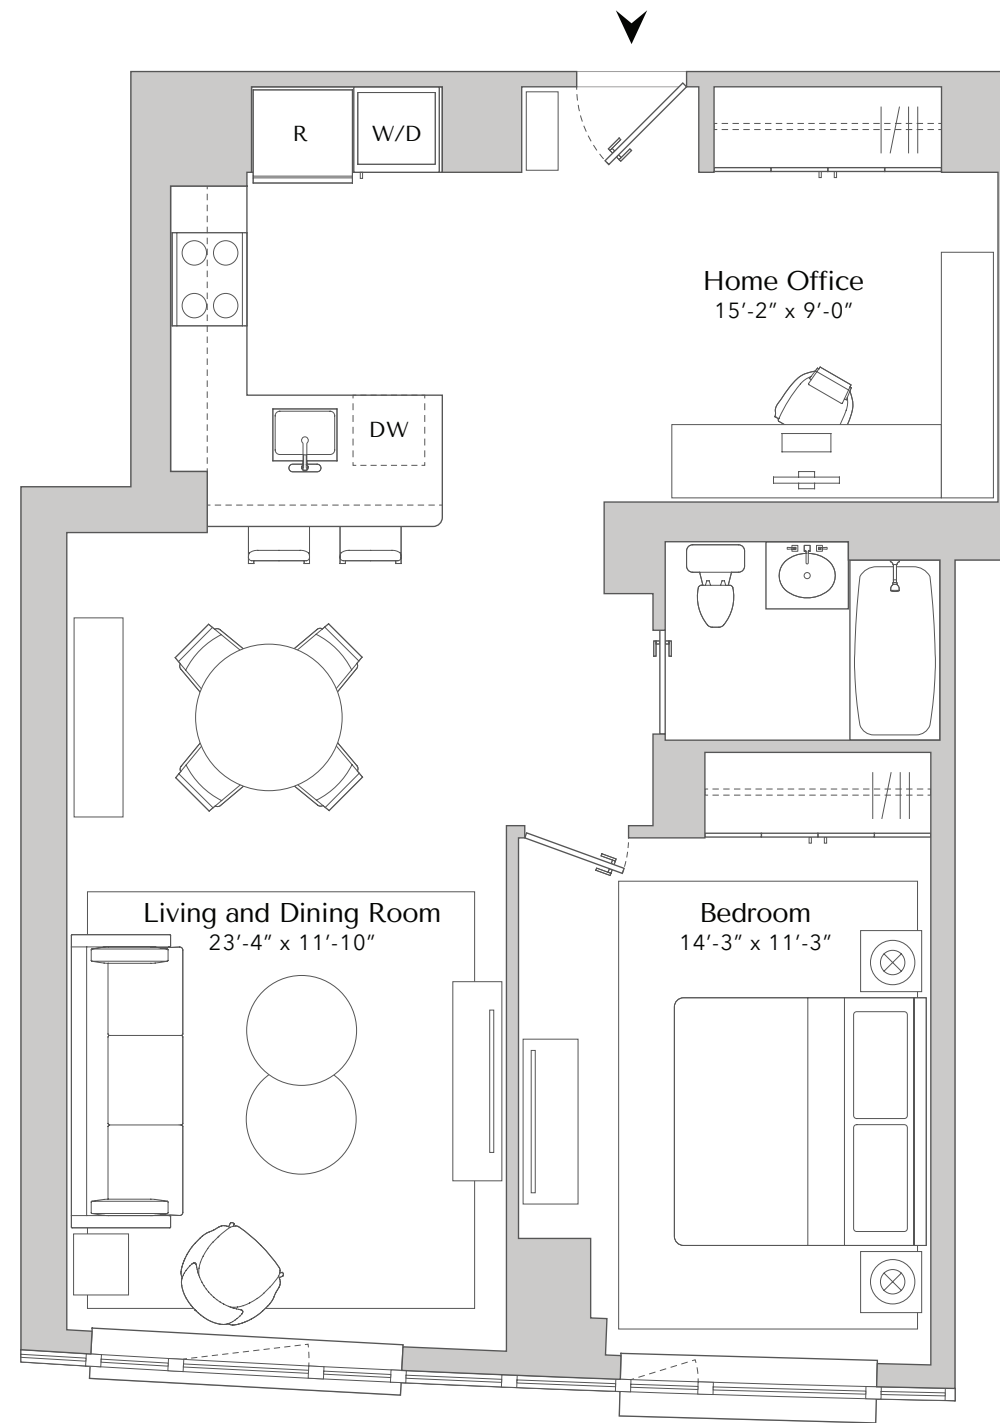 R
W/D
Home Office
15’-2” x 9’-0”
DW
Living and Dining Room
23’-4” x 11’-10”
Bedroom
14’-3” x 11’-3”